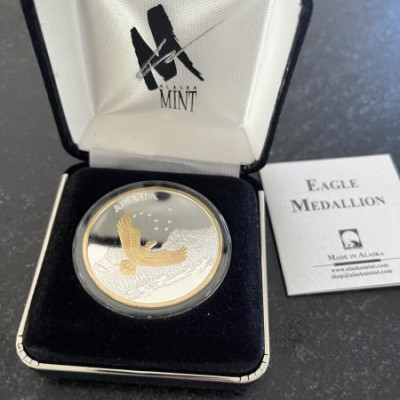 ALASKA
MINT
ALASKA
EAGLE
MEDALLION
MADE IN ALASKA
www.alaskamint.com
shop@alaskamint.com